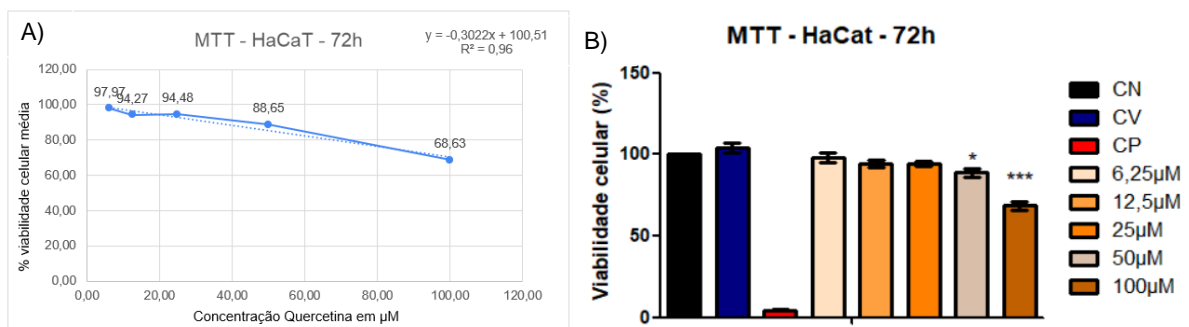 A)
MTT - HaCaT - 72h
y = -0,3022x + 100,51
R² = 0,96
120,00
100,00
80,00
60,00
40,00
20,00
0,00
97,97
94,27
94,48
88,65
68,63
0,00 20,00 40,00 60,00 80,00 100,00 120,00
% viabilidade celular média
Concentração Quercetina em µM
B)
MTT - HaCat - 72h
150
100
50
0
Viabilidade celular (%)
*
***
CN
CV
CP
6,25µM
12,5µM
25µM
50µM
100µM